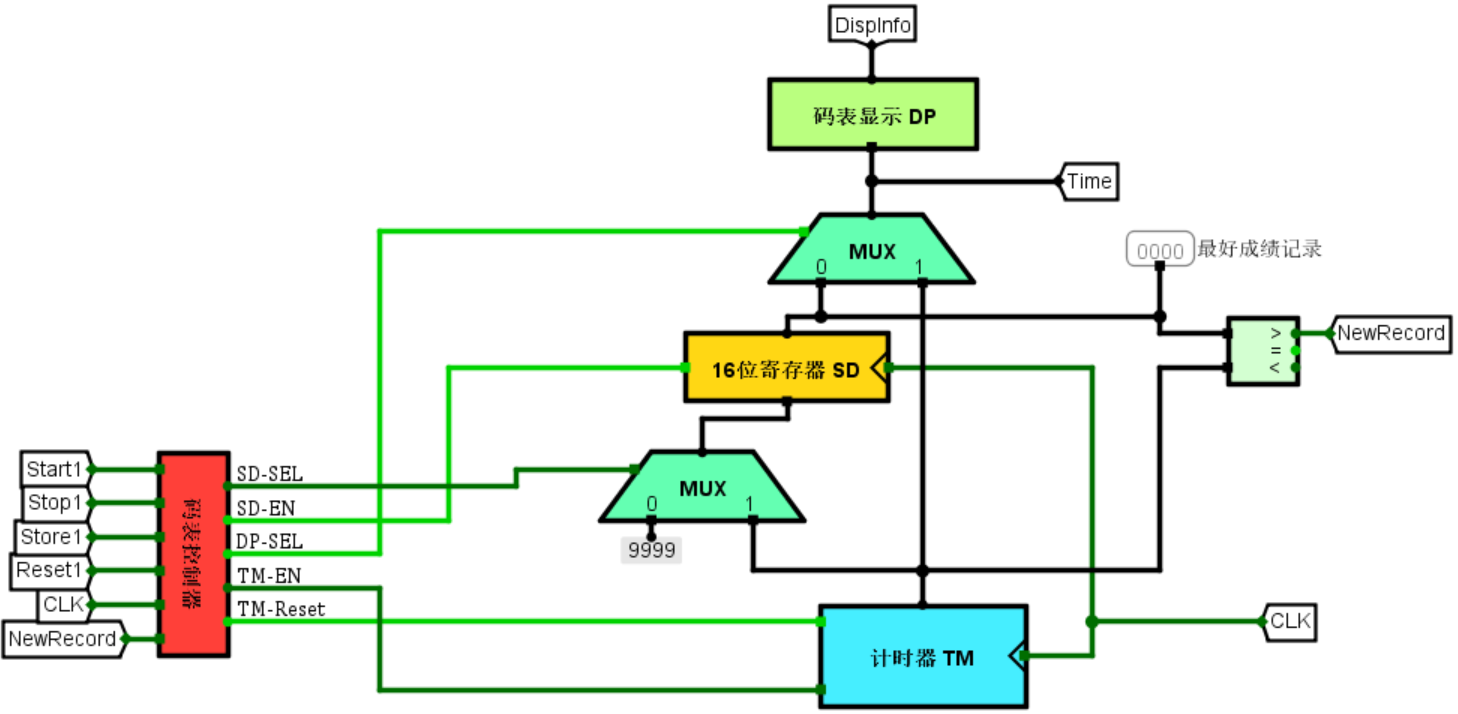 DispInfo
码表显示 DP
Time
MUX
0 1
0000 最好成绩记录
>
=
<
NewRecord
16位寄存器 SD
MUX
0 1
9999
Start1
Stop1
Store1
Reset1
CLK
NewRecord
码表控制器
SD-SEL
SD-EN
DP-SEL
TM-EN
TM-Reset
计时器 TM
CLK